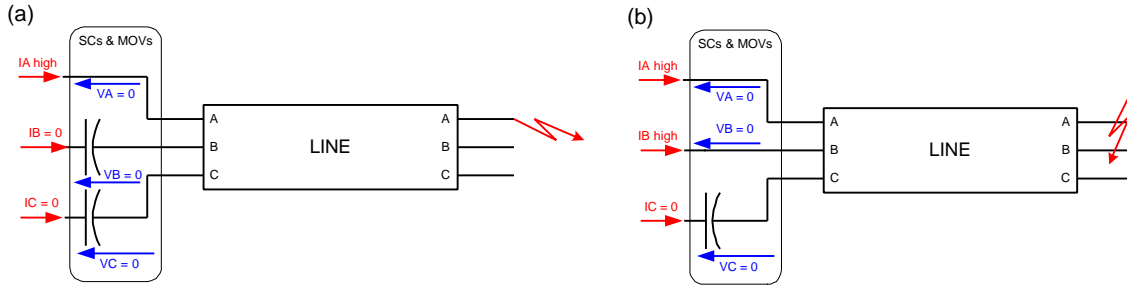 (a)
SCs & MOVs
IA high
VA = 0
IB = 0
VB = 0
IC = 0
VC = 0
A
B
C
LINE
A
B
C
(b)
SCs & MOVs
IA high
VA = 0
IB high
VB = 0
IC = 0
VC = 0
A
B
C
LINE
A
B
C